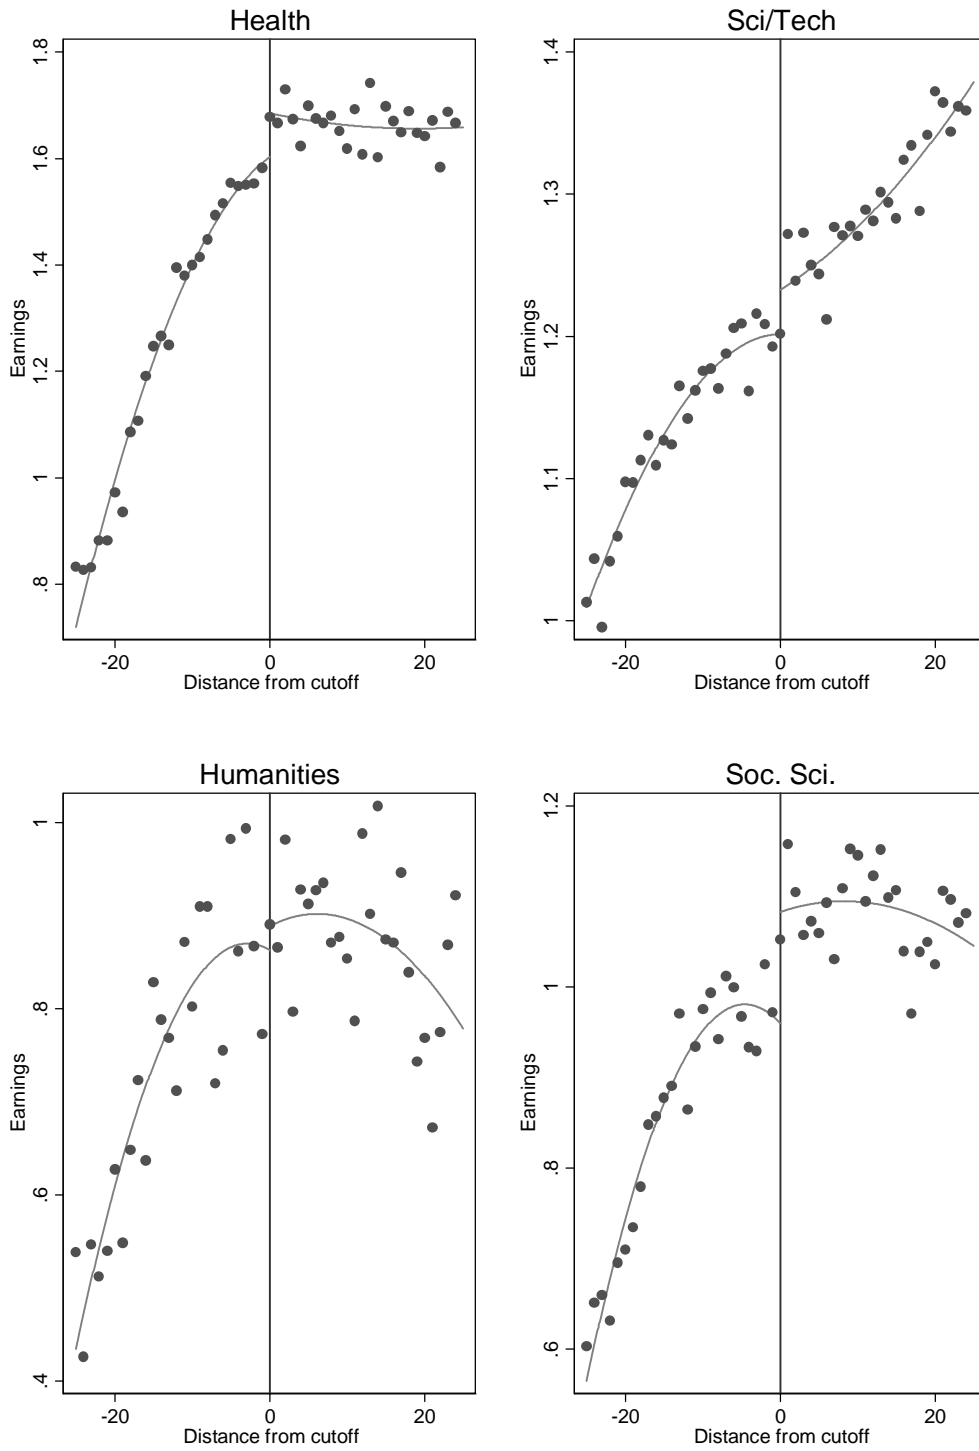 Health
Earnings
1.8
1.6
1.4
1.2
1
.8
-20 0 20
Distance from cutoff
Sci/Tech
Earnings
1.4
1.3
1.2
1.1
1
-20 0 20
Distance from cutoff
Humanities
Earnings
1
.8
.6
.4
-20 0 20
Distance from cutoff
Soc. Sci.
Earnings
1.2
1
.8
.6
-20 0 20
Distance from cutoff